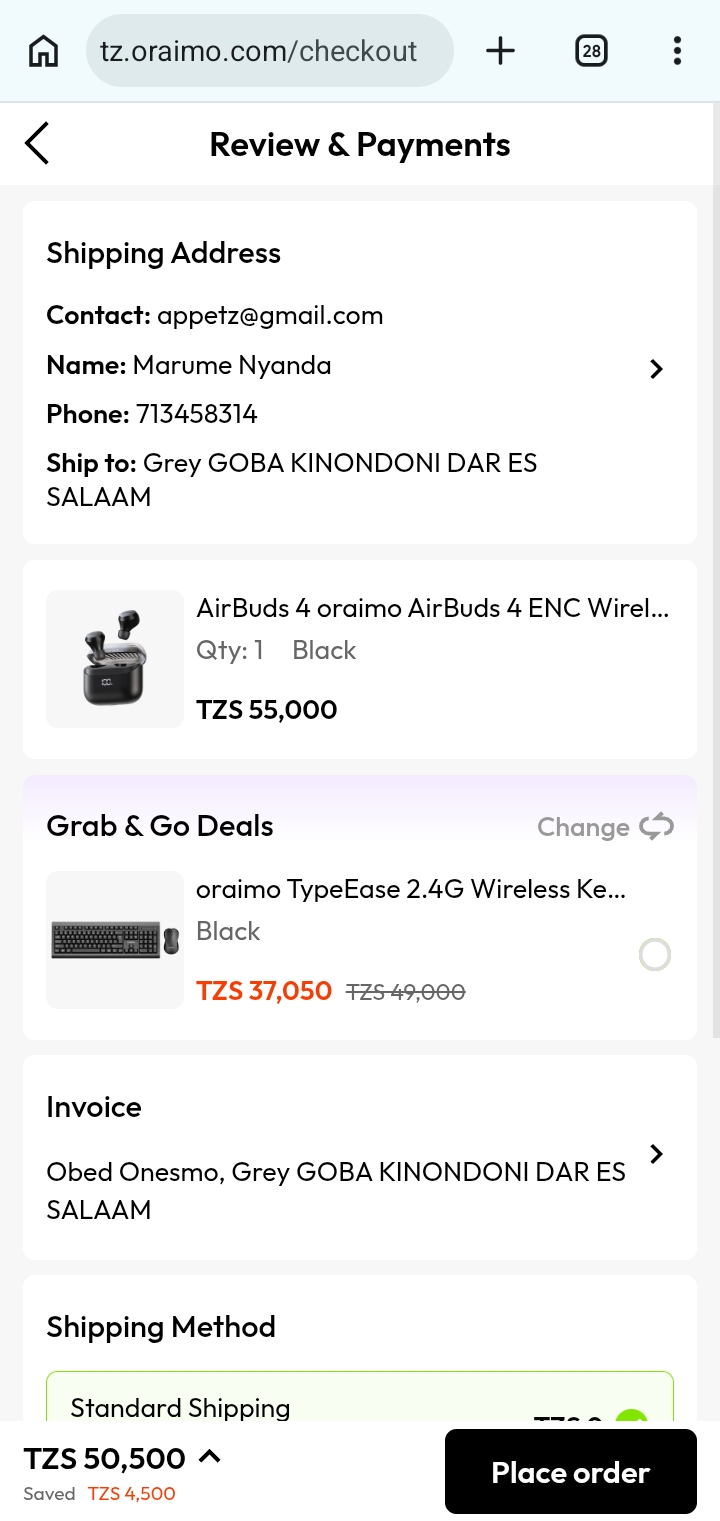 tz.oraimo.com/checkout
28
Review & Payments
Shipping Address
Contact: appetz@gmail.com
Name: Marume Nyanda
Phone: 713458314
Ship to: Grey GOBA KINONDONI DAR ES
SALAAM
AirBuds 4 oraimo AirBuds 4 ENC Wirel...
Qty: 1 Black
TZS 55,000
Grab & Go Deals
Change
oraimo TypeEase 2.4G Wireless Ke...
Black
TZS 37,050 TZS 49,000
Invoice
Obed Onesmo, Grey GOBA KINONDONI DAR ES
SALAAM
Shipping Method
Standard Shipping
TZS 50,500
Saved TZS 4,500
Place order